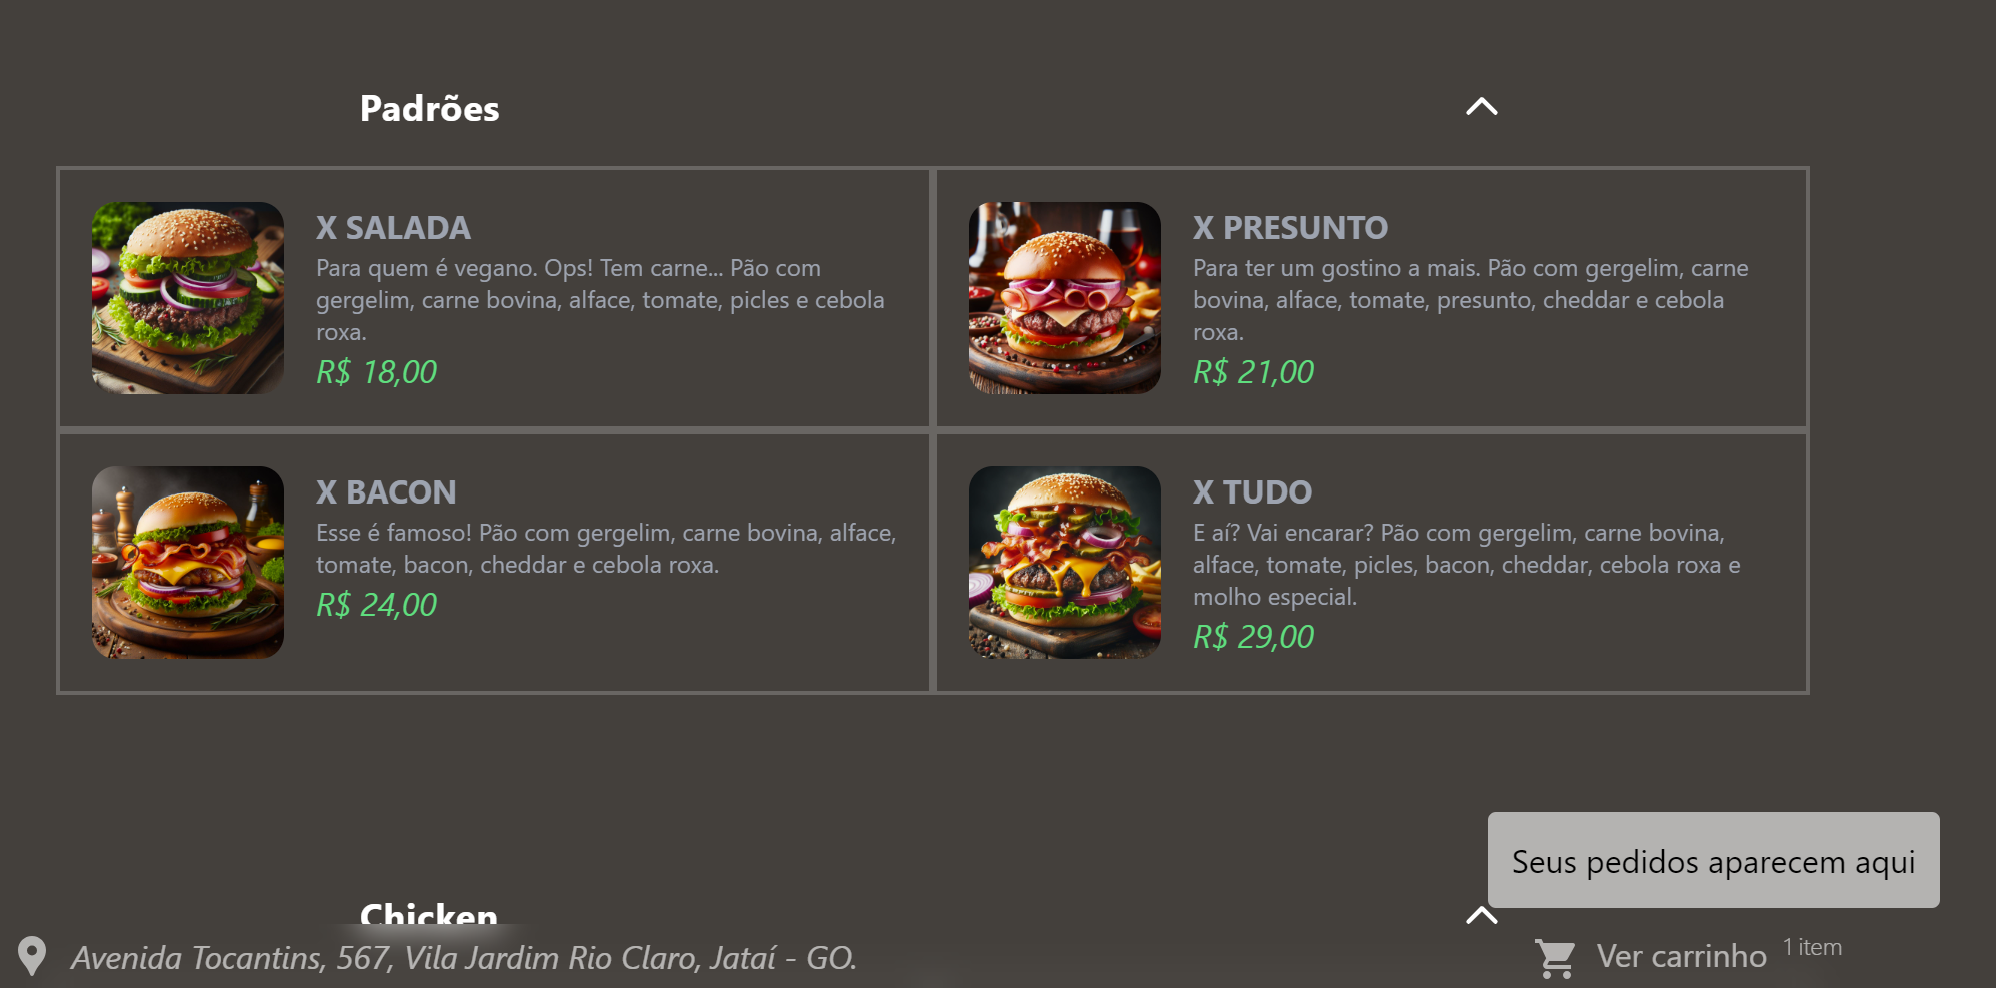 Padrões
X SALADA
Para quem é vegano. Ops! Tem carne... Pão com
gergelim, carne bovina, alface, tomate, picles e cebola
roxa.
R$ 18,00
X PRESUNTO
Para ter um gostino a mais. Pão com gergelim, carne
bovina, alface, tomate, presunto, cheddar e cebola
roxa.
R$ 21,00
X BACON
Esse é famoso! Pão com gergelim, carne bovina, alface,
tomate, bacon, cheddar e cebola roxa.
R$ 24,00
X TUDO
E aí? Vai encarar? Pão com gergelim, carne bovina,
alface, tomate, picles, bacon, cheddar, cebola roxa e
molho especial.
R$ 29,00
Seus pedidos aparecem aqui
Chicken
Avenida Tocantins, 567, Vila Jardim Rio Claro, Jataí - GO.
Ver carrinho 1 item